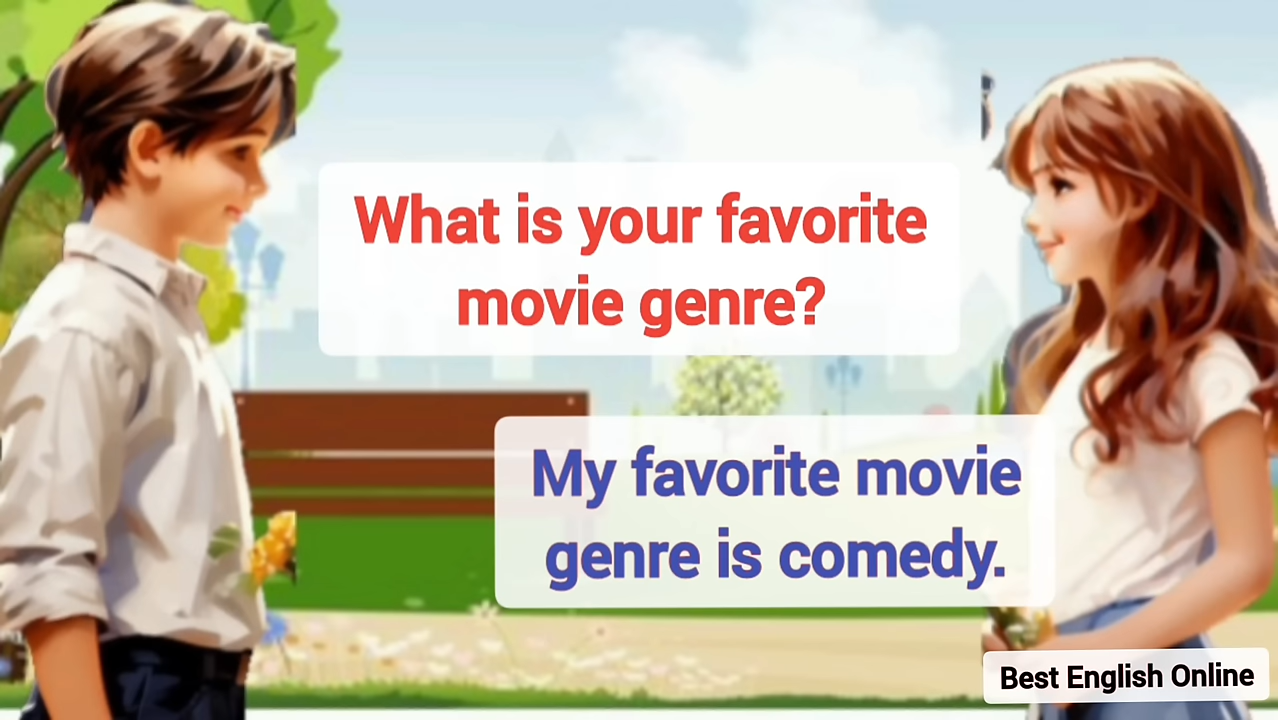 What is your favorite
movie genre?
My favorite movie
genre is comedy.
Best English Online